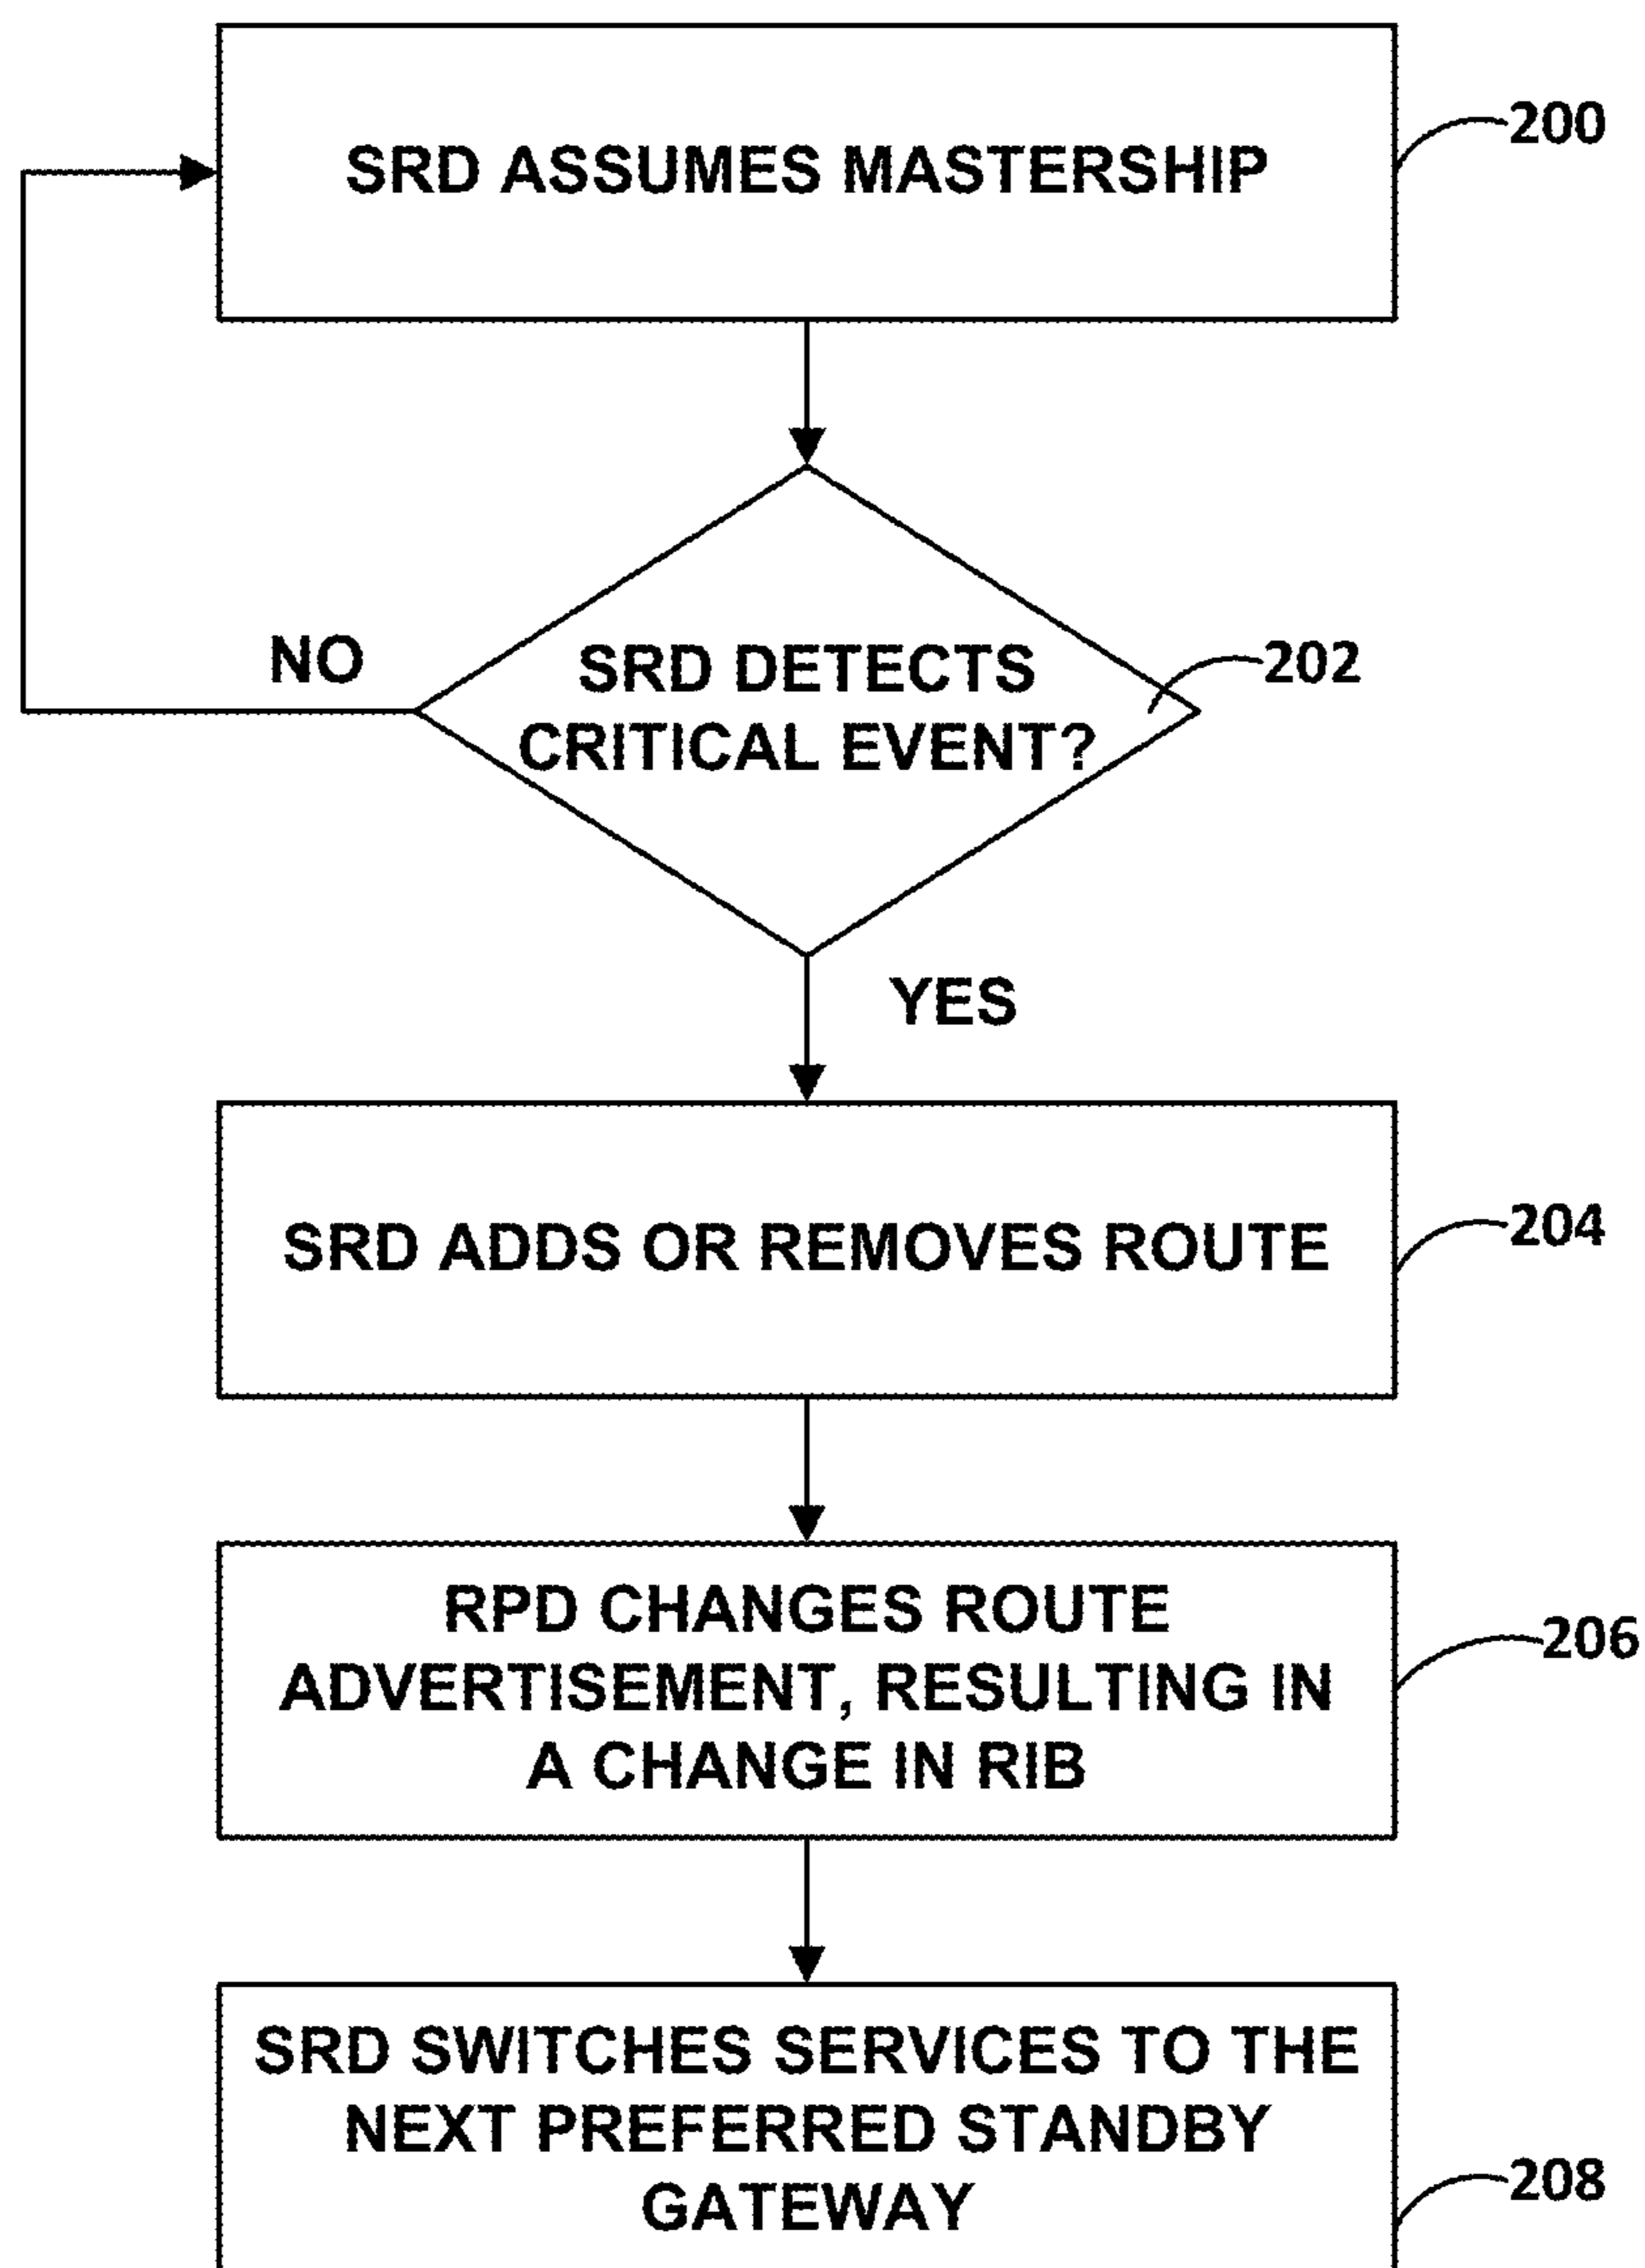 SRD ASSUMES MASTERSHIP
200
NO
SRD DETECTS
CRITICAL EVENT?
202
YES
SRD ADDS OR REMOVES ROUTE
204
RPD CHANGES ROUTE
ADVERTISEMENT, RESULTING IN
A CHANGE IN RIB
206
SRD SWITCHES SERVICES TO THE
NEXT PREFERRED STANDBY
GATEWAY
208